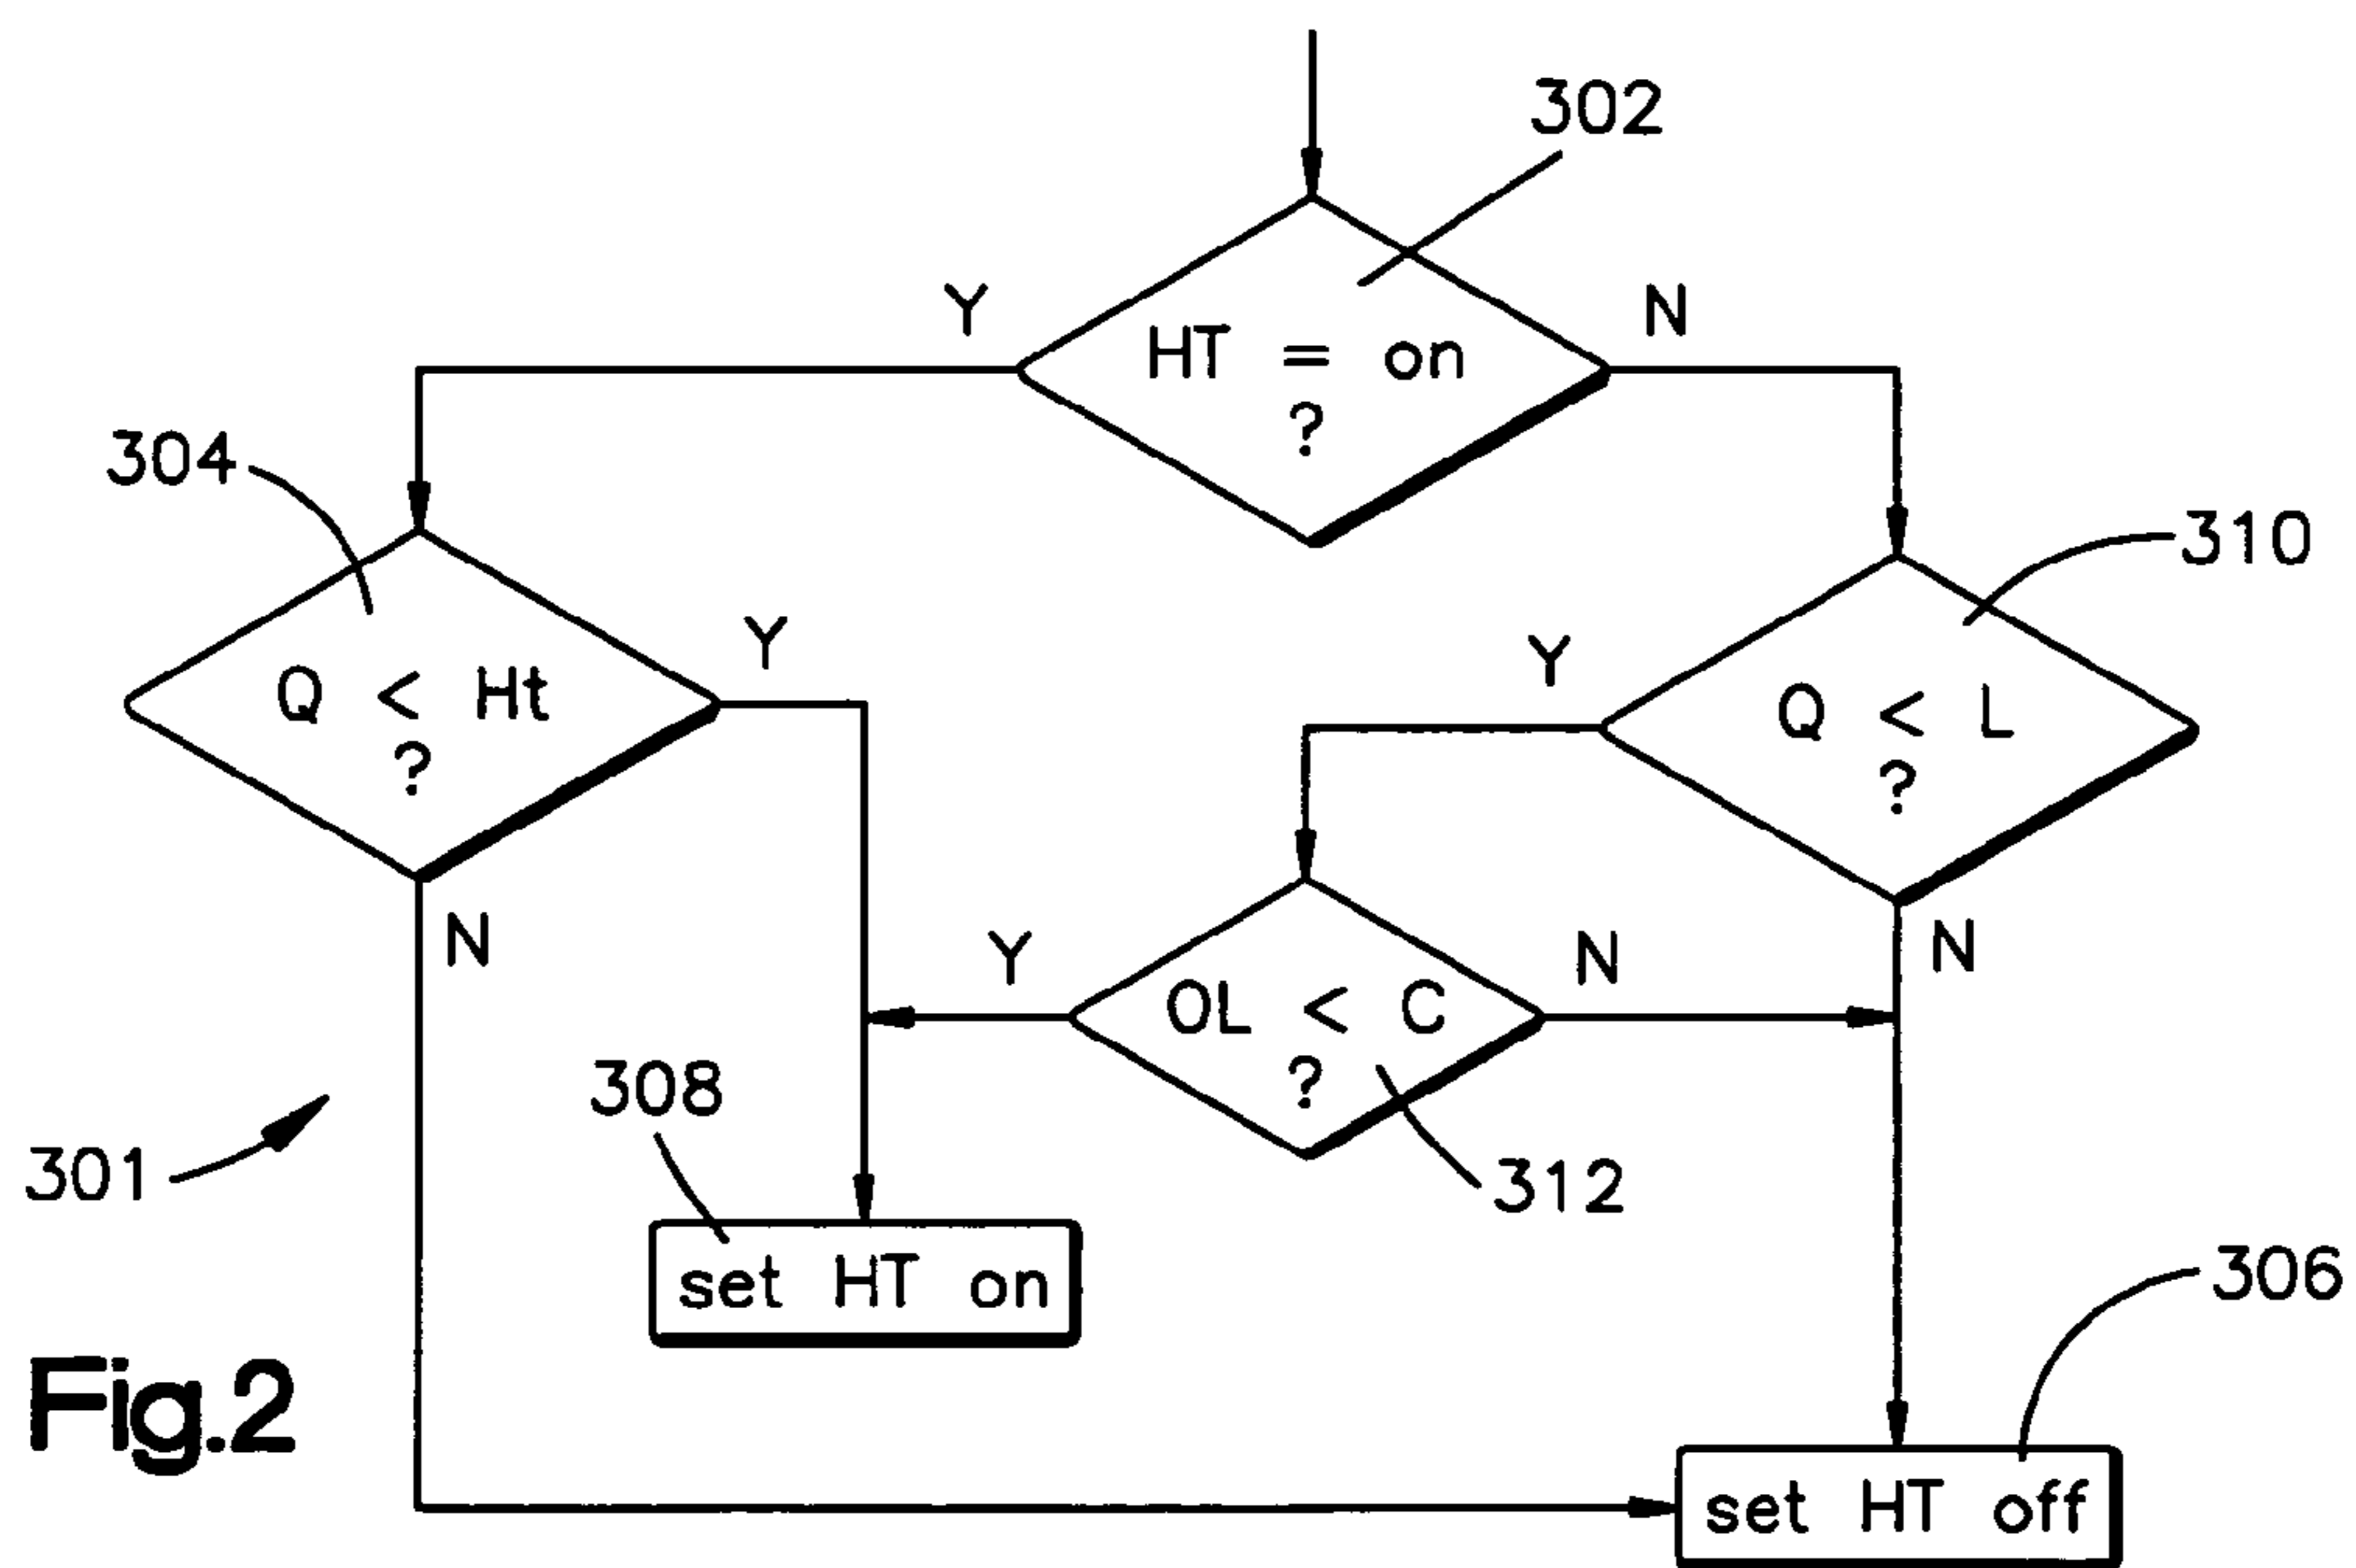 302
Y
N
HT = on
?
304
310
Y
Q < Ht
?
Y
Q < L
?
N
Y
N
N
OL < C
?
308
301
312
set HT on
306
Fig.2
set HT off